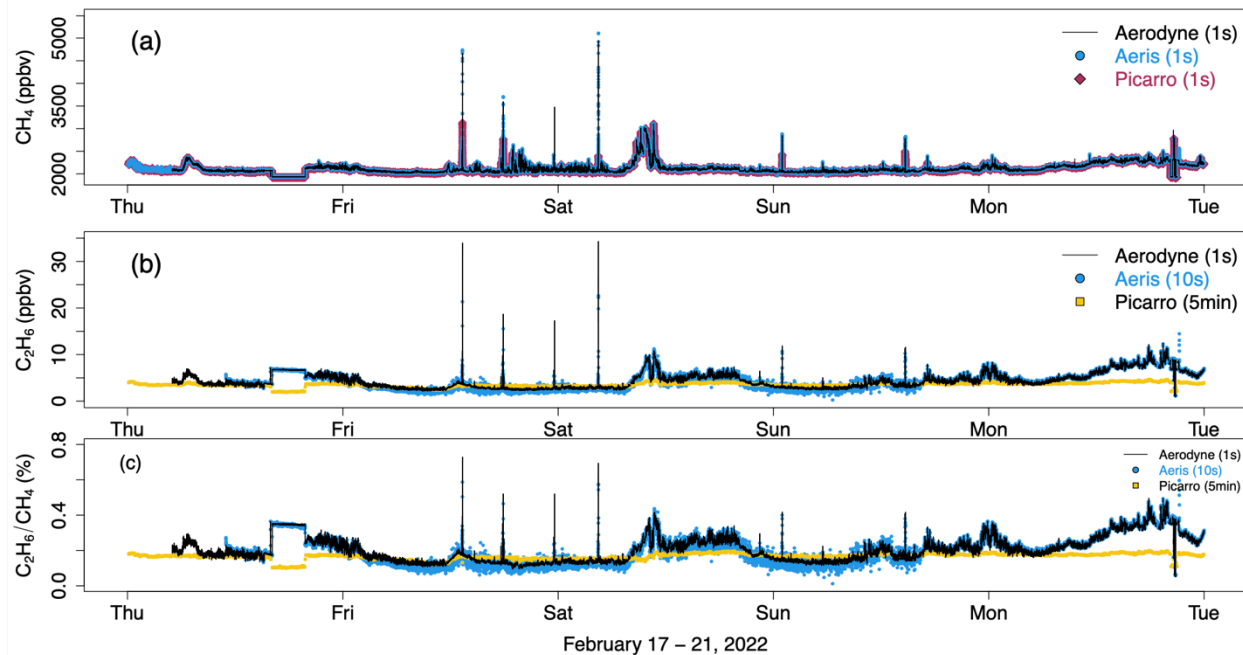 (a)
CH₄ (ppbv)
5000
3500
2000
Aerodyne (1s)
Aeris (1s)
Picarro (1s)
Thu Fri Sat Sun Mon Tue
(b)
C₂H₆ (ppbv)
30
20
10
0
Aerodyne (1s)
Aeris (10s)
Picarro (5min)
Thu Fri Sat Sun Mon Tue
(c)
C₂H₆/CH₄ (%)
0.8
0.4
0.0
Aerodyne (1s)
Aeris (10s)
Picarro (5min)
Thu Fri Sat Sun Mon Tue
February 17 – 21, 2022